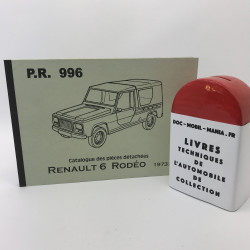 P.R. 996
Catalogue des pièces détachées
RENAULT 6 RODÉO 1973
DOC-MOBIL-MANIA.FR
LIVRES
TECHNIQUES
DE
L'AUTOMOBILE
DE
COLLECTION